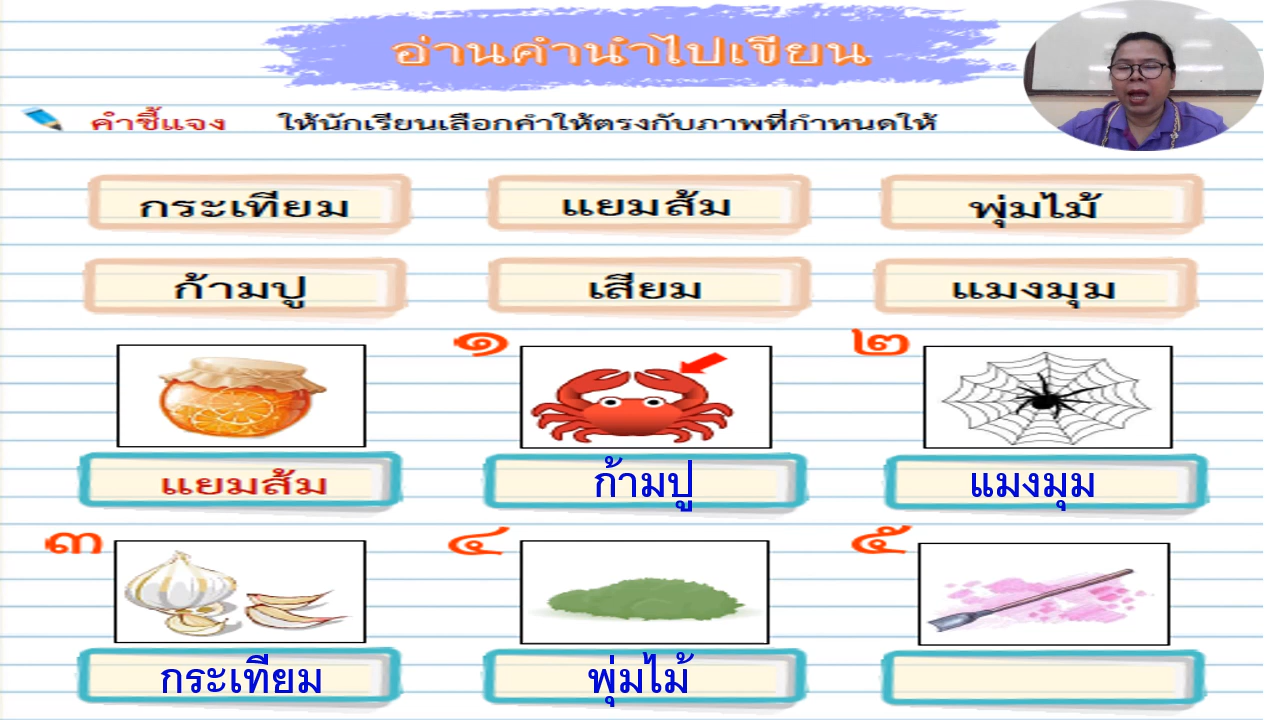 อ่านคำนำไปเขียน
คำชี้แจง ให้นักเรียนเลือกคำให้ตรงกับภาพที่กำหนดให้
กระเทียม แยมส้ม พุ่มไม้
ก้ามปู เสียม แมงมุม
๑ ๒
แยมส้ม ก้ามปู แมงมุม
๓ ๔ ๕
กระเทียม พุ่มไม้